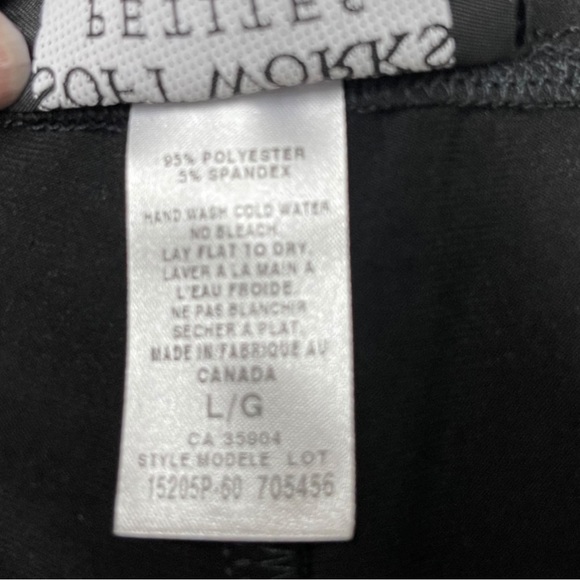 PETITES
SOFT WORKS
95% POLYESTER
5% SPANDEX
HAND WASH COLD WATER
NO BLEACH.
LAY FLAT TO DRY.
LAVER A LA MAIN A
L'EAU FROIDE.
NE PAS BLANCHIR
SECHER A PLAT.
MADE IN/FABRIQUE AU
CANADA
L/G
CA 35904
STYLE MODELE LOT
15205P-60 705456